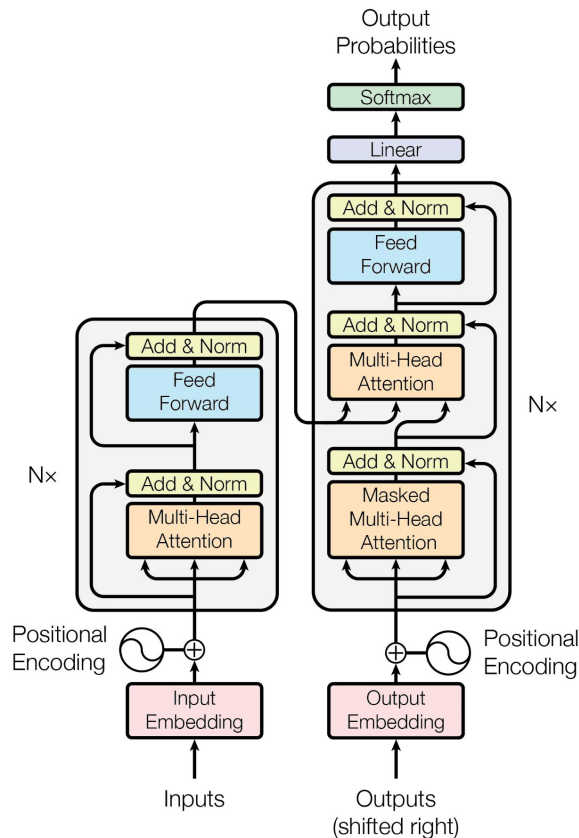 Output
Probabilities
Softmax
Linear
Add & Norm
Feed
Forward
Add & Norm
Multi-Head
Attention
Add & Norm
Masked
Multi-Head
Attention
N×
Add & Norm
Feed
Forward
Add & Norm
Multi-Head
Attention
N×
Positional
Encoding
Positional
Encoding
Input
Embedding
Output
Embedding
Inputs
Outputs
(shifted right)